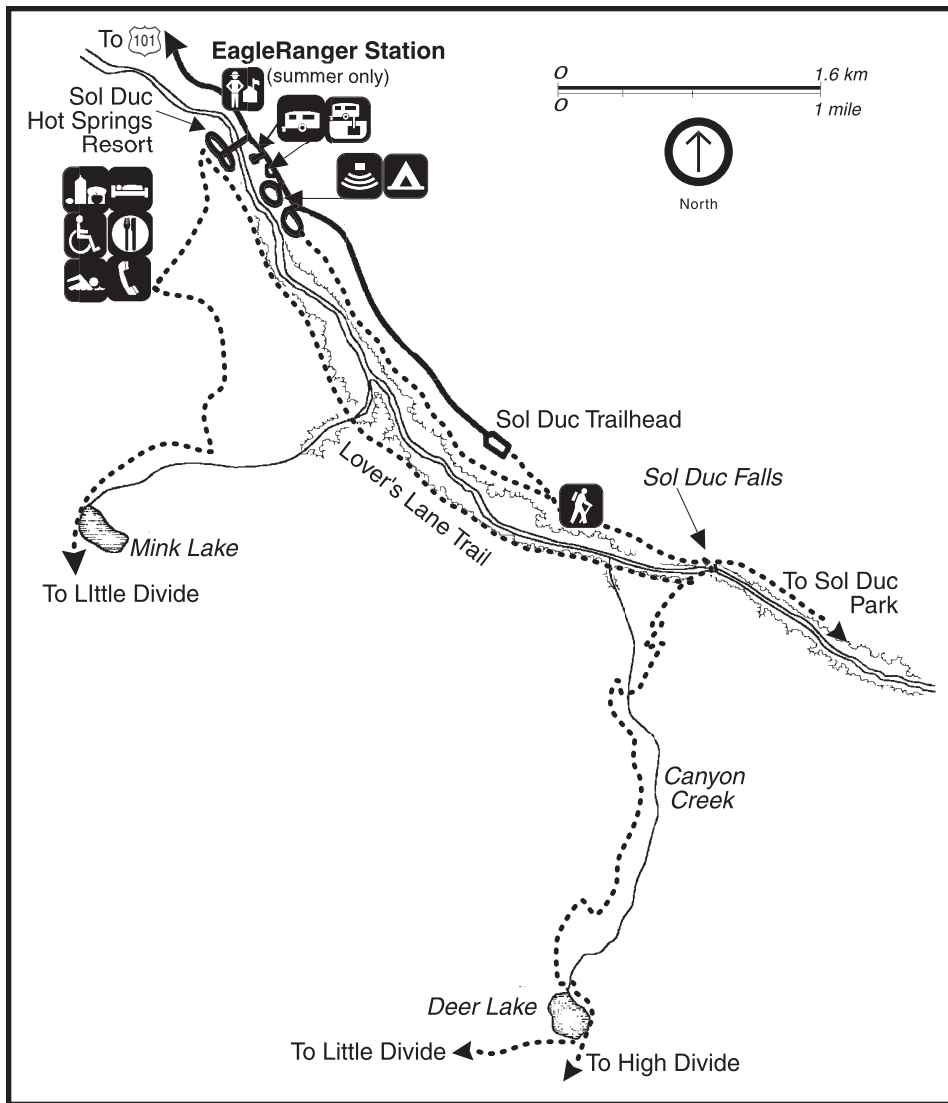 To 101
EagleRanger Station
(summer only)
Sol Duc
Hot Springs
Resort
O
1.6 km
O
1 mile
North
Sol Duc Trailhead
Sol Duc Falls
Lover's Lane Trail
Mink Lake
To LIttle Divide
To Sol Duc
Park
Canyon
Creek
Deer Lake
To Little Divide
To High Divide